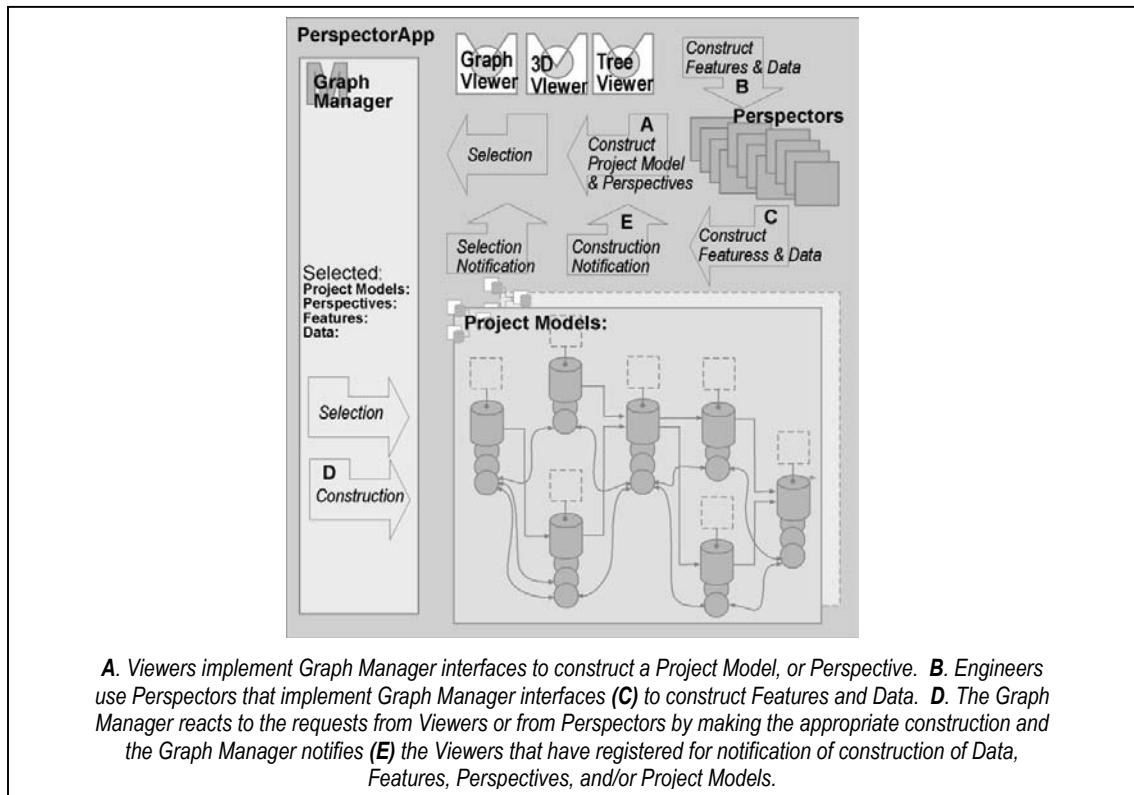 PerspectorApp
Graph
Manager
Graph
Viewer
3D
Viewer
Tree
Viewer
Construct
Features & Data
B
Perspectors
Selection
A
Construct
Project Model
& Perspectives
C
Construct
Featuress & Data
Selection
Notification
E
Construction
Notification
Selected:
Project Models:
Perspectives:
Features:
Data:
Selection
D
Construction
Project Models:
A. Viewers implement Graph Manager interfaces to construct a Project Model, or Perspective. B. Engineers
use Perspectors that implement Graph Manager interfaces (C) to construct Features and Data. D. The Graph
Manager reacts to the requests from Viewers or from Perspectors by making the appropriate construction and
the Graph Manager notifies (E) the Viewers that have registered for notification of construction of Data,
Features, Perspectives, and/or Project Models.